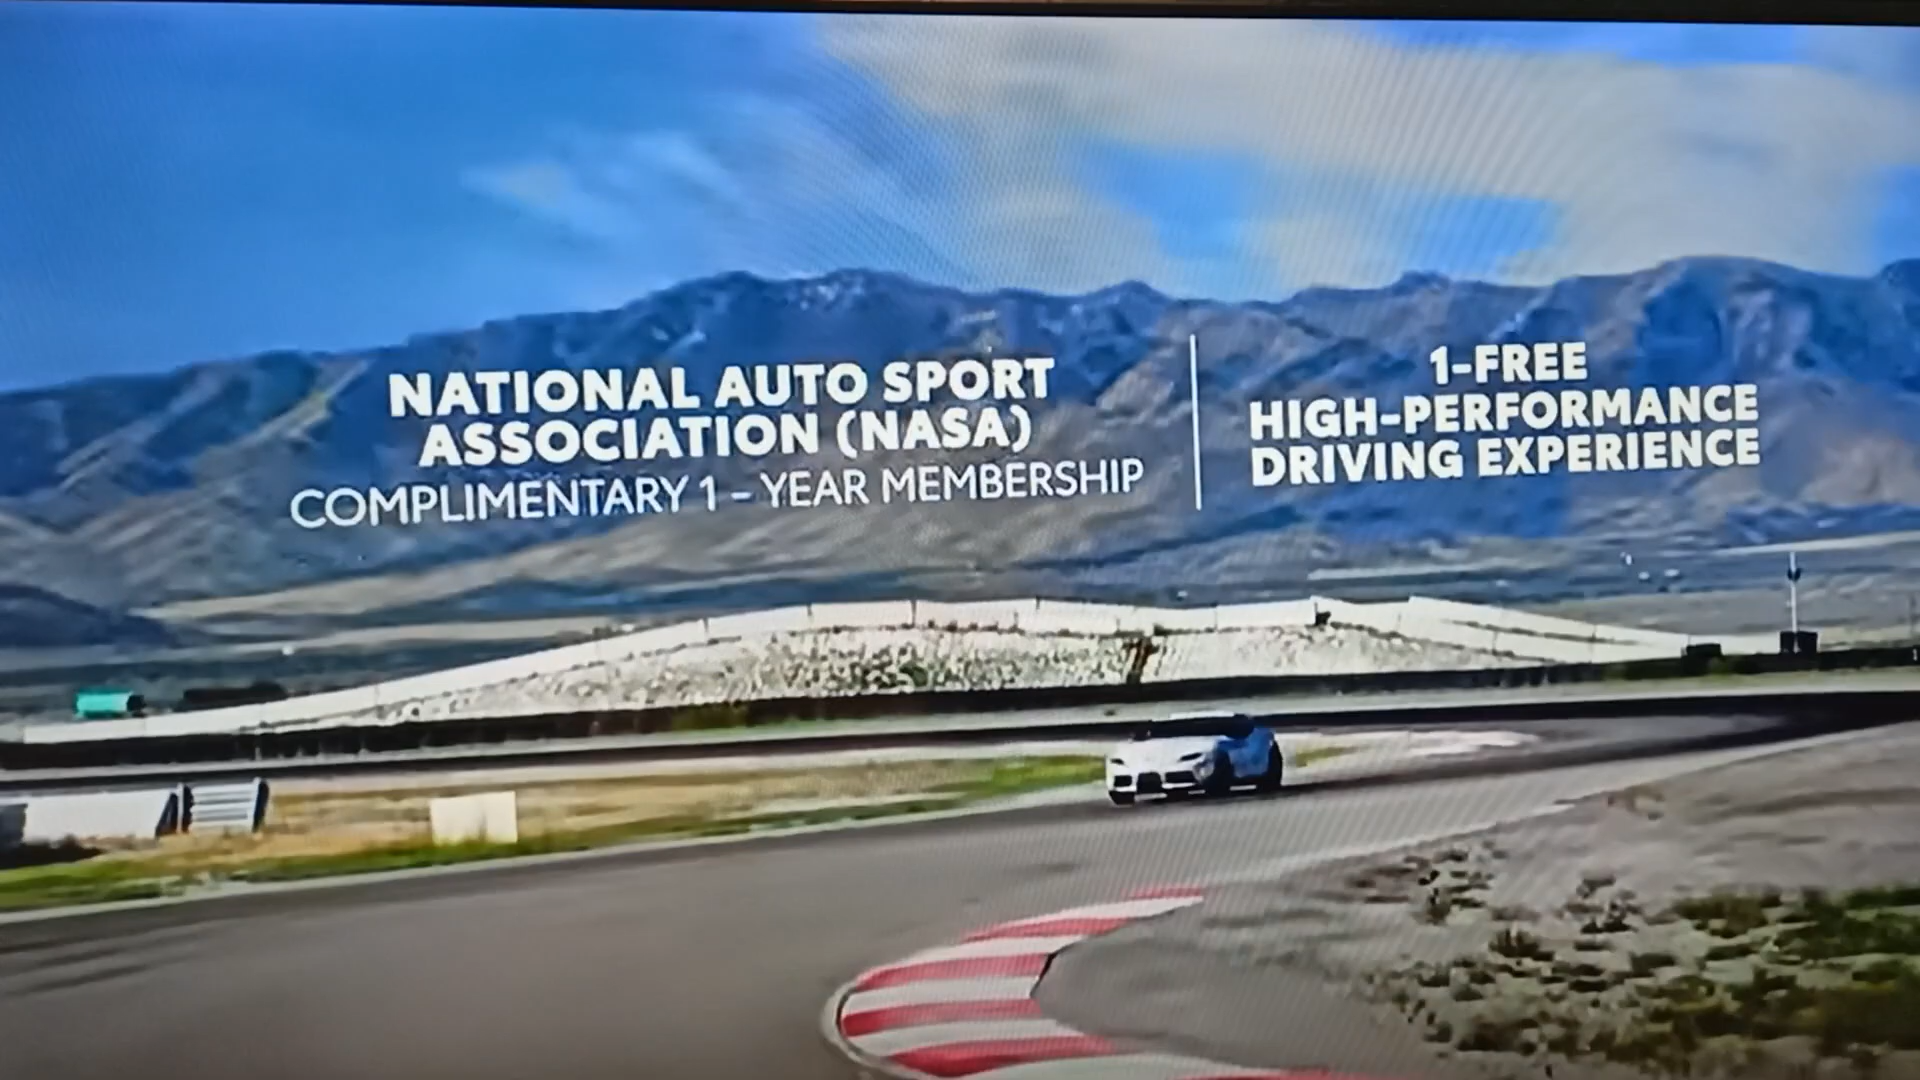 NATIONAL AUTO SPORT
ASSOCIATION (NASA)
COMPLIMENTARY 1 – YEAR MEMBERSHIP
1-FREE
HIGH-PERFORMANCE
DRIVING EXPERIENCE